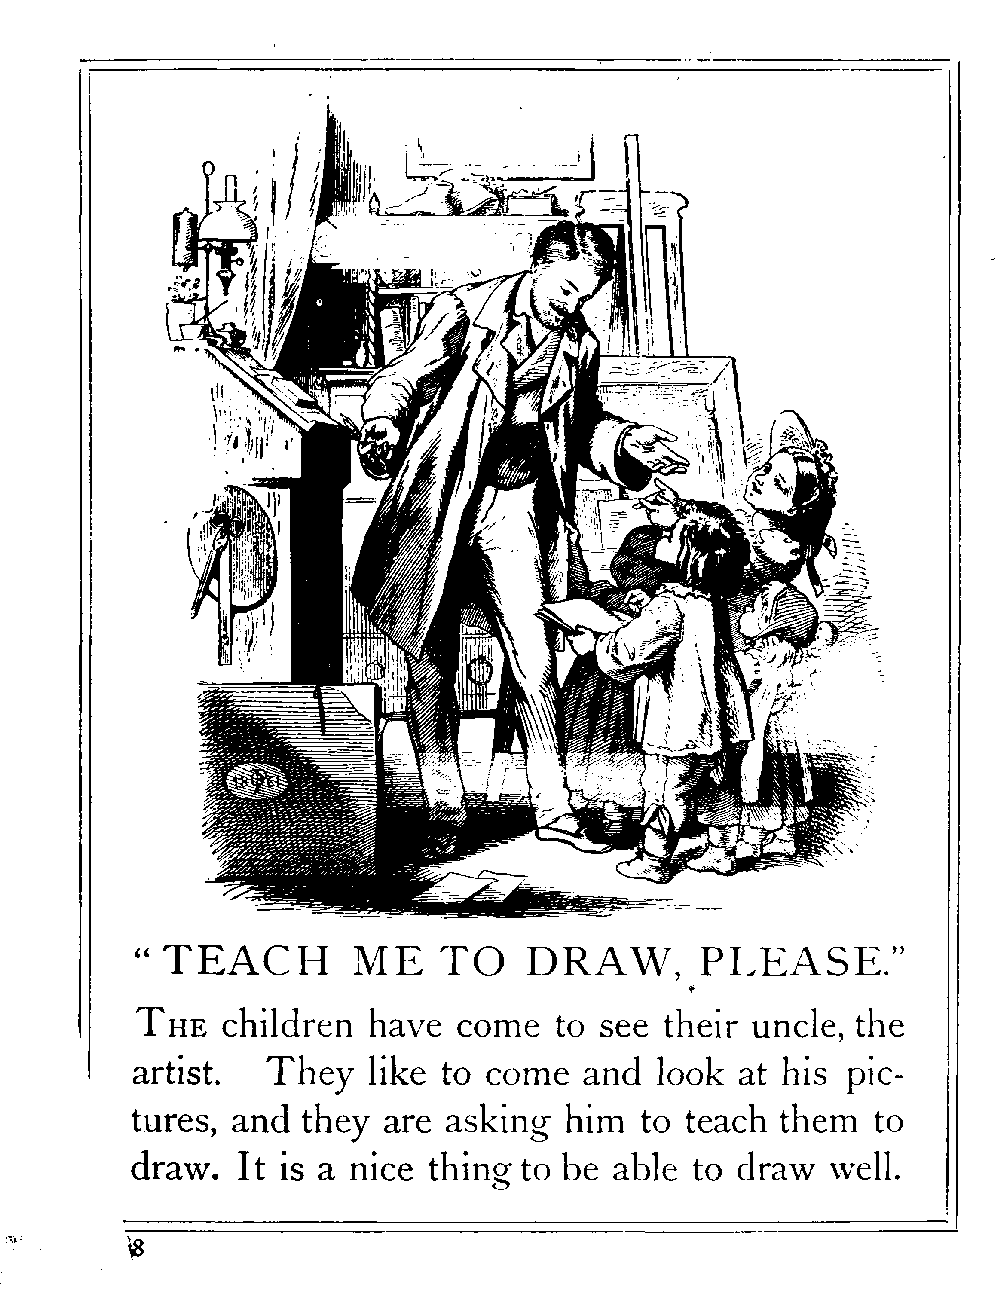 “TEACH ME TO DRAW, PLEASE.”
THE children have come to see their uncle, the
artist. They like to come and look at his pic-
tures, and they are asking him to teach them to
draw. It is a nice thing to be able to draw well.
8